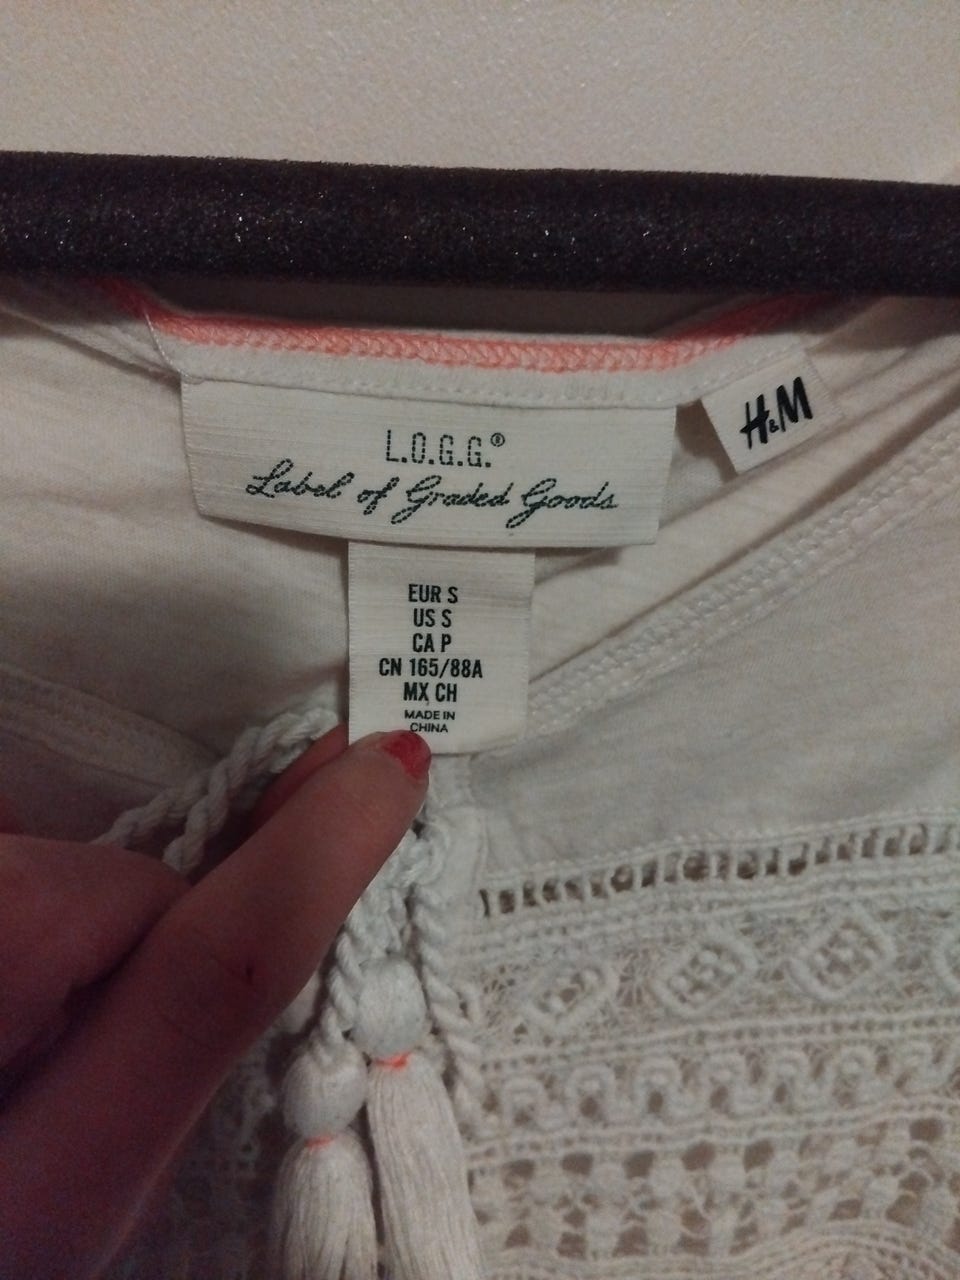 L.O.G.G.®
Label of Graded Goods
H&M
EUR S
US S
CA P
CN 165/88A
MX CH
MADE IN
CHINA